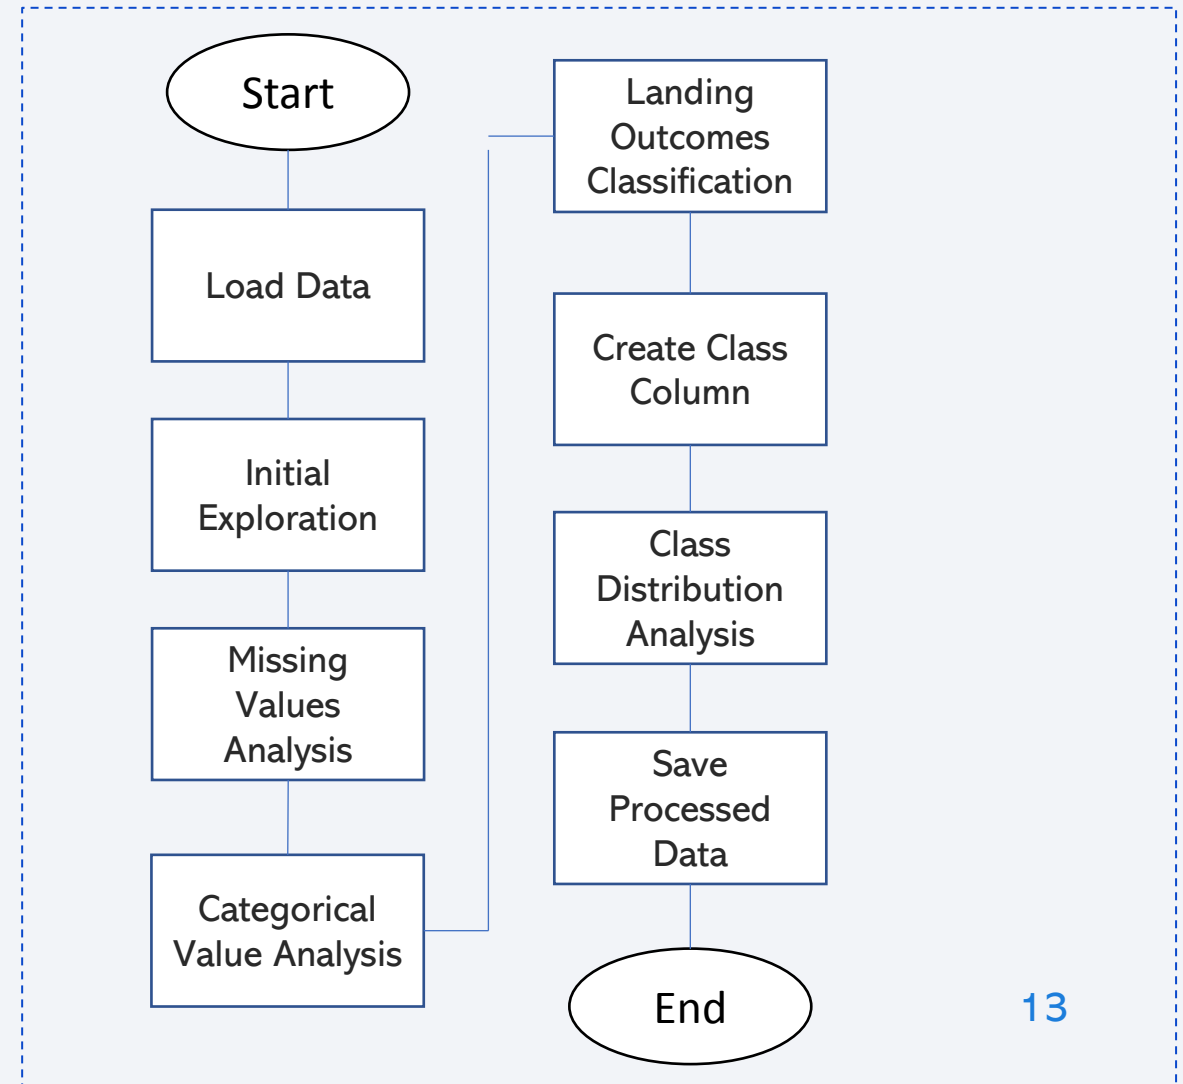 Start
Load Data
Initial
Exploration
Missing
Values
Analysis
Categorical
Value Analysis
Landing
Outcomes
Classification
Create Class
Column
Class
Distribution
Analysis
Save
Processed
Data
End
13